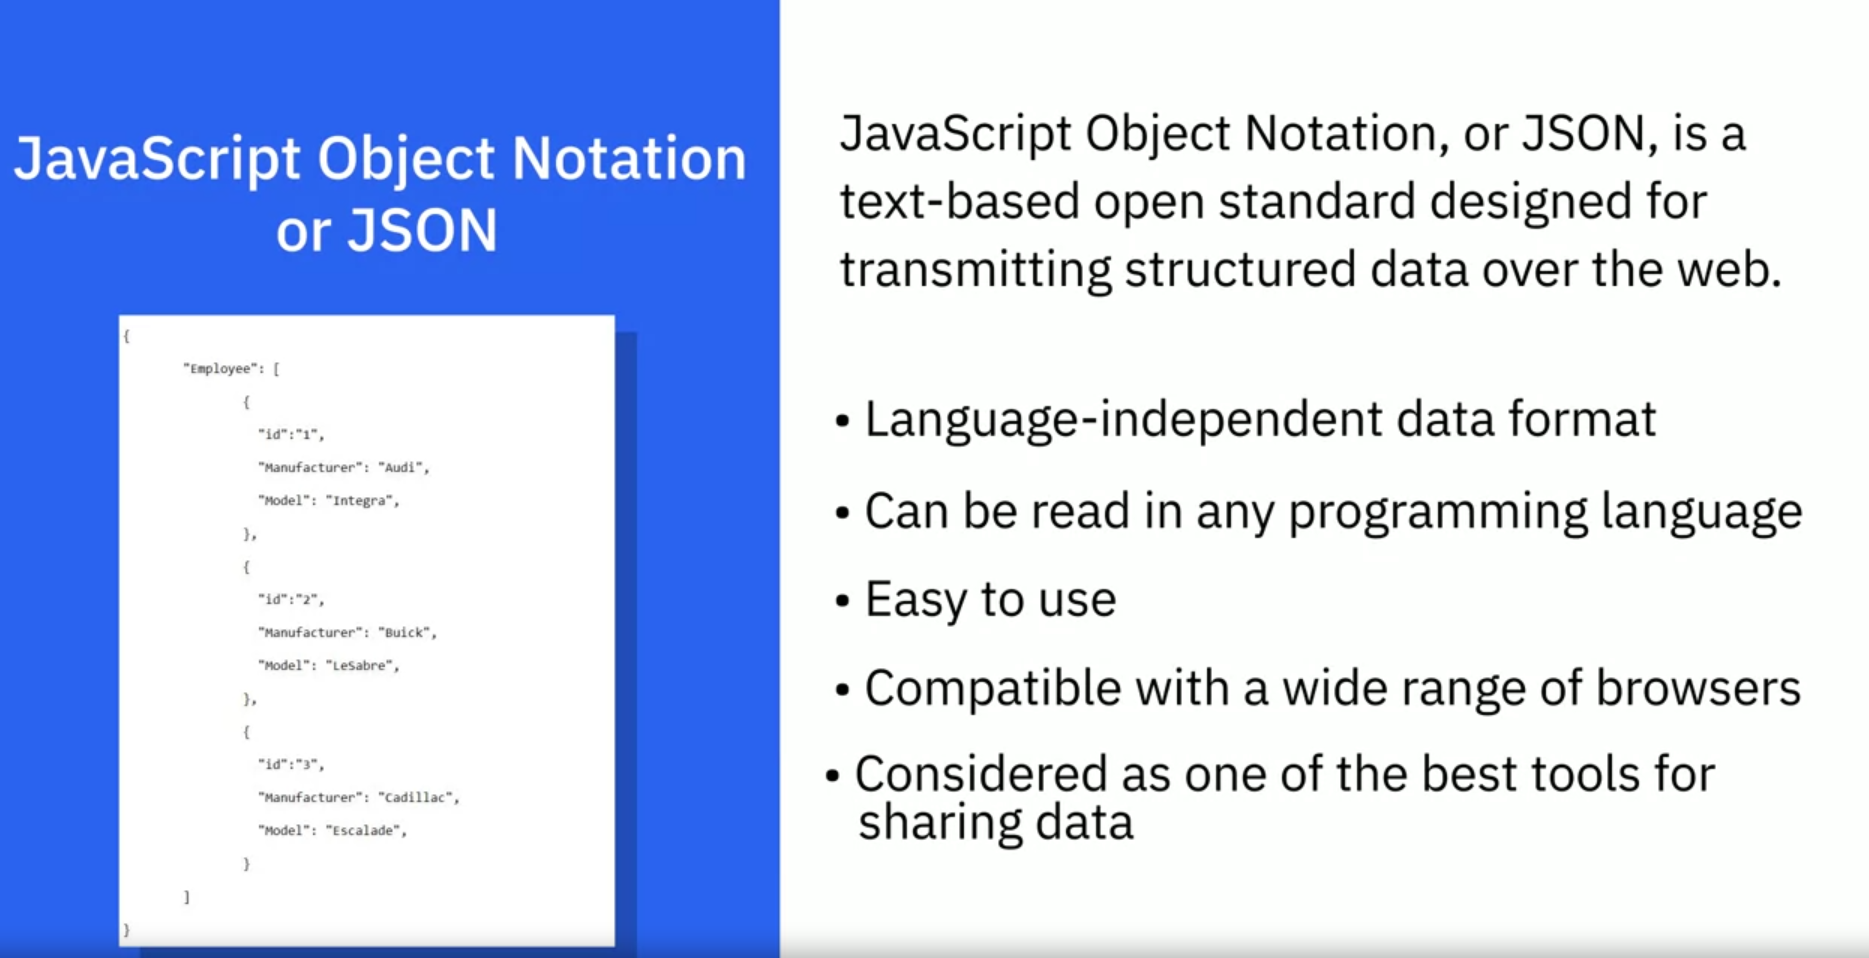 JavaScript Object Notation
or JSON
{
"Employee": [
{
"id":"1",
"Manufacturer": "Audi",
"Model": "Integra",
},
{
"id":"2",
"Manufacturer": "Buick",
"Model": "LeSabre",
},
{
"id":"3",
"Manufacturer": "Cadillac",
"Model": "Escalade",
}
]
}
JavaScript Object Notation, or JSON, is a
text-based open standard designed for
transmitting structured data over the web.
• Language-independent data format
• Can be read in any programming language
• Easy to use
• Compatible with a wide range of browsers
• Considered as one of the best tools for
sharing data